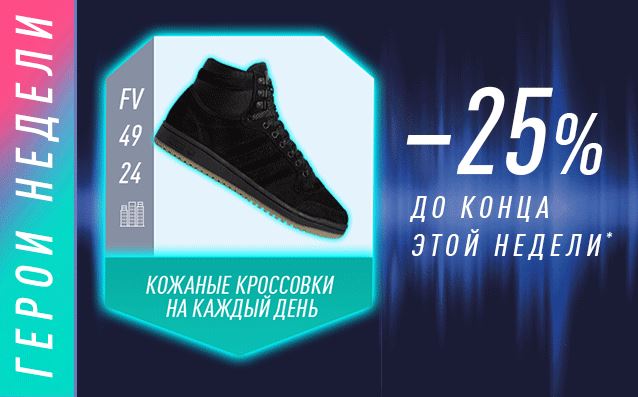 ГЕРОИ НЕДЕЛИ
FV
49
24
КОЖАНЫЕ КРОССОВКИ
НА КАЖДЫЙ ДЕНЬ
–25%
ДО КОНЦА
ЭТОЙ НЕДЕЛИ*